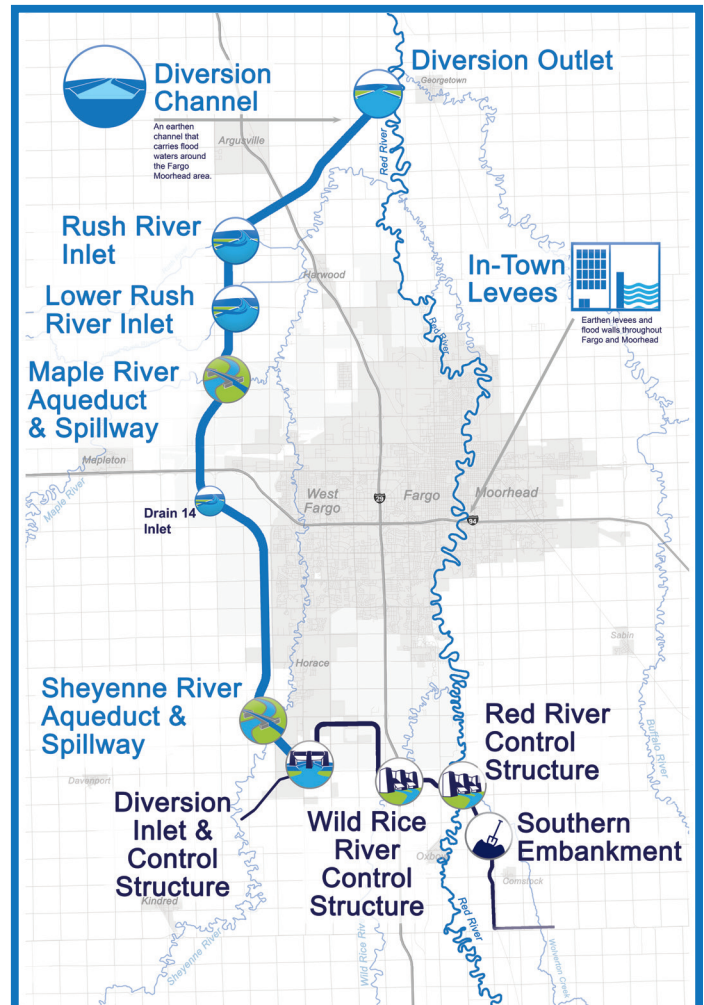 Diversion
Channel
An earthen
channel that
carries flood
waters around
the Fargo
Moorhead area.
Diversion Outlet
Georgetown
Argusville
Red River
Rush River
Inlet
Harwood
In-Town
Levees
Earthen levees and
flood walls throughout
Fargo and Moorhead
Lower Rush
River Inlet
Red River
Maple River
Aqueduct
& Spillway
Mapleton
Maple River
West
Fargo
Fargo
Moorhead
29
94
Drain 14
Inlet
Horace
Sabin
Sheyenne River
Aqueduct &
Spillway
Buffalo River
Red River
Control
Structure
Davenport
Diversion
Inlet &
Control
Structure
Wild Rice
River
Control
Structure
Southern
Embankment
Oxbow
Comstock
Kindred
Sheyenne River
Wild Rice Riv
Red River
Wolverton Creek